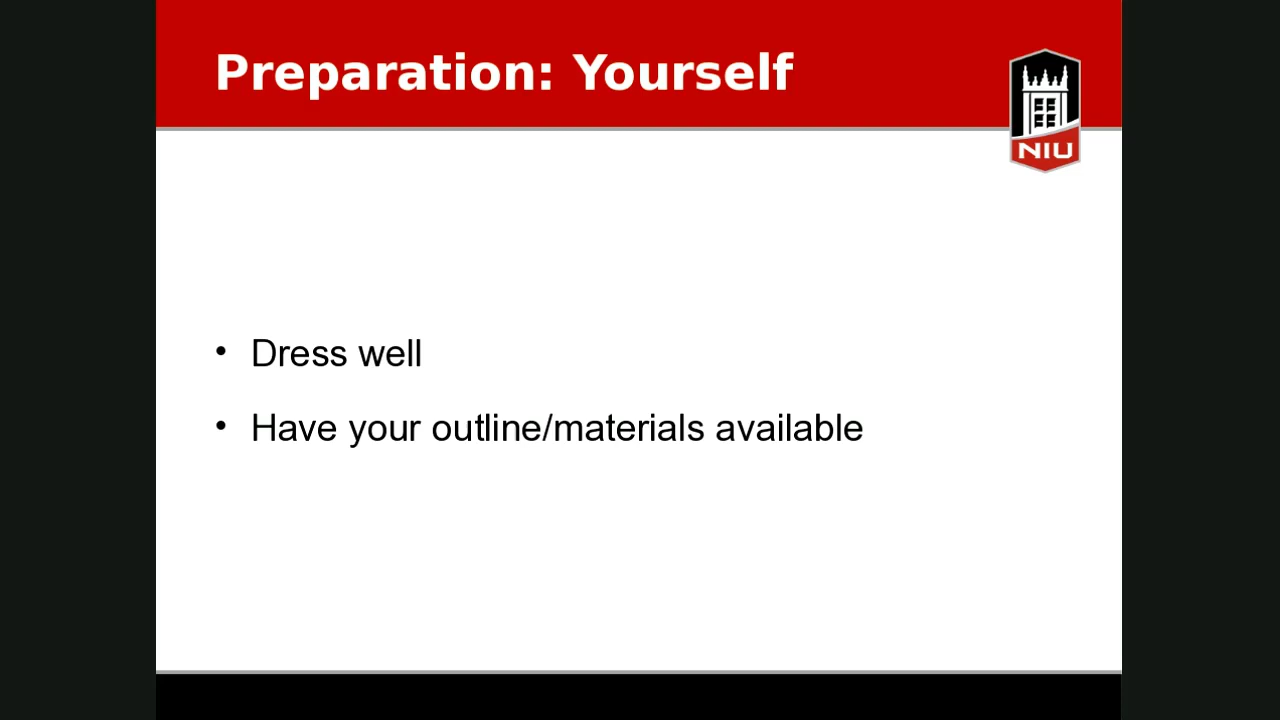 Preparation: Yourself
NIU
• Dress well
• Have your outline/materials available